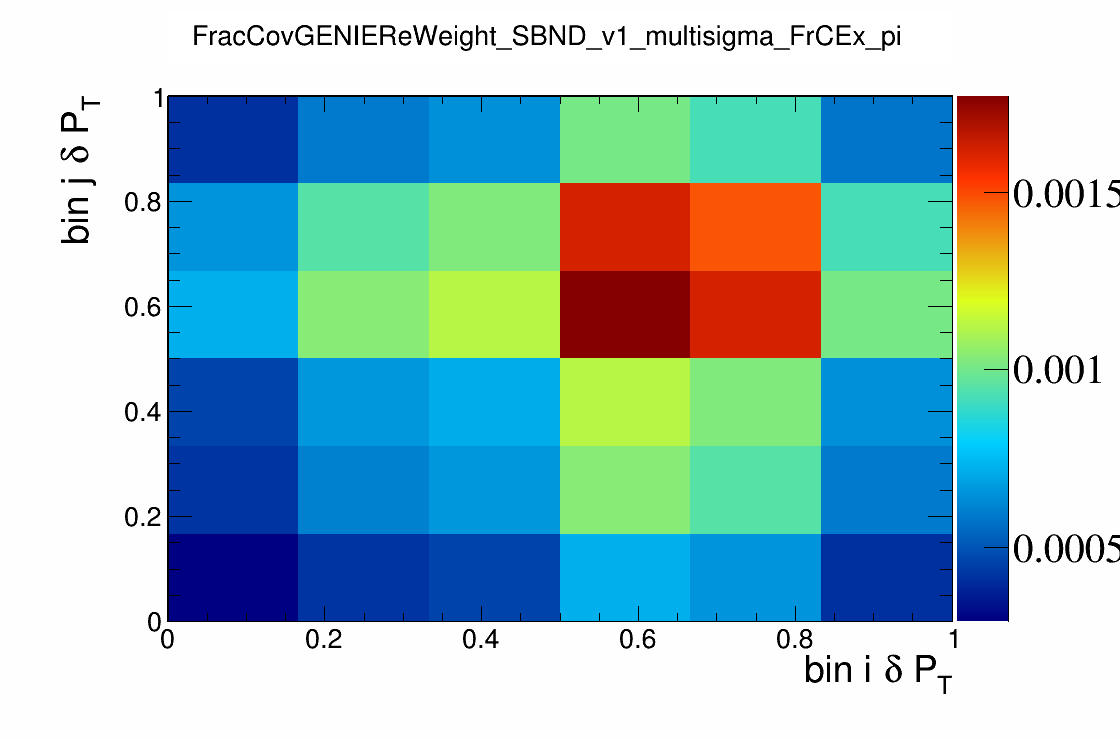 FracCovGENIEReWeight_SBND_v1_multisigma_FrCEx_pi
bin j δ P_T
1
0.8
0.6
0.4
0.2
0
0 0.2 0.4 0.6 0.8 1
bin i δ P_T
0.0015
0.001
0.0005